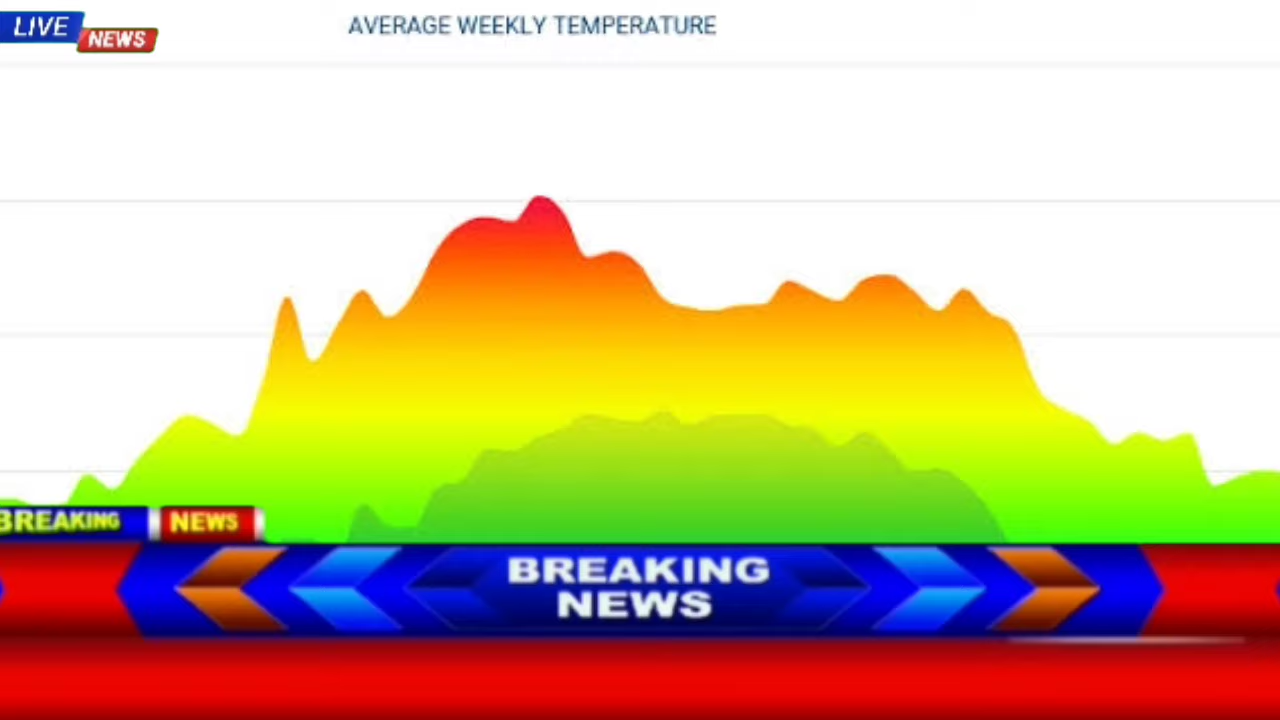 LIVE
NEWS
AVERAGE WEEKLY TEMPERATURE
BREAKING NEWS
BREAKING
NEWS